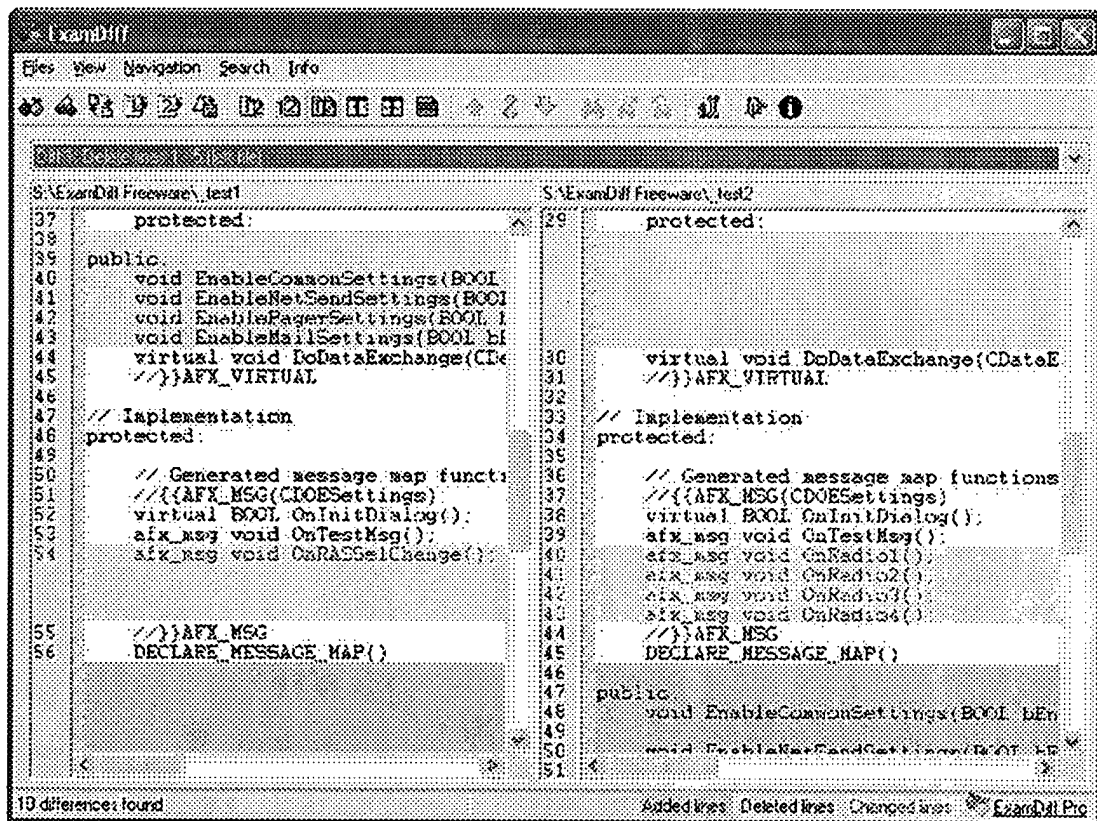 ExamDiff
Files View Navigation Search Info
S:\ExamDiff Freeware\_test1
37 protected:
38
39 public:
40 void EnableCommonSettings(BOOL
41 void EnableNetSendSettings(BOOL
42 void EnablePagerSettings(BOOL b
43 void EnableMailSettings(BOOL bE
44 virtual void DoDataExchange(CDa
45 //}}AFX_VIRTUAL
46
47 // Implementation
48 protected:
49
50 // Generated message map functi
51 //{{AFX_MSG(CDOESettings)
52 virtual BOOL OnInitDialog();
53 afx_msg void OnTestMsg();
54 afx_msg void OnRASSelChange();
55 //}}AFX_MSG
56 DECLARE_MESSAGE_MAP()
S:\ExamDiff Freeware\_test2
29 protected:
30 virtual void DoDataExchange(CDataE
31 //}}AFX_VIRTUAL
32
33 // Implementation
34 protected:
35
36 // Generated message map functions
37 //{{AFX_MSG(CDOESettings)
38 virtual BOOL OnInitDialog();
39 afx_msg void OnTestMsg();
40 afx_msg void OnRadio1();
41 afx_msg void OnRadio2();
42 afx_msg void OnRadio3();
43 afx_msg void OnRadio4();
44 //}}AFX_MSG
45 DECLARE_MESSAGE_MAP()
46
47 public:
48 void EnableCommonSettings(BOOL bEn
49
50 void EnableNetSendSettings(BOOL bE
51
differences found
Added lines Deleted lines Changed lines ExamDiff Pro